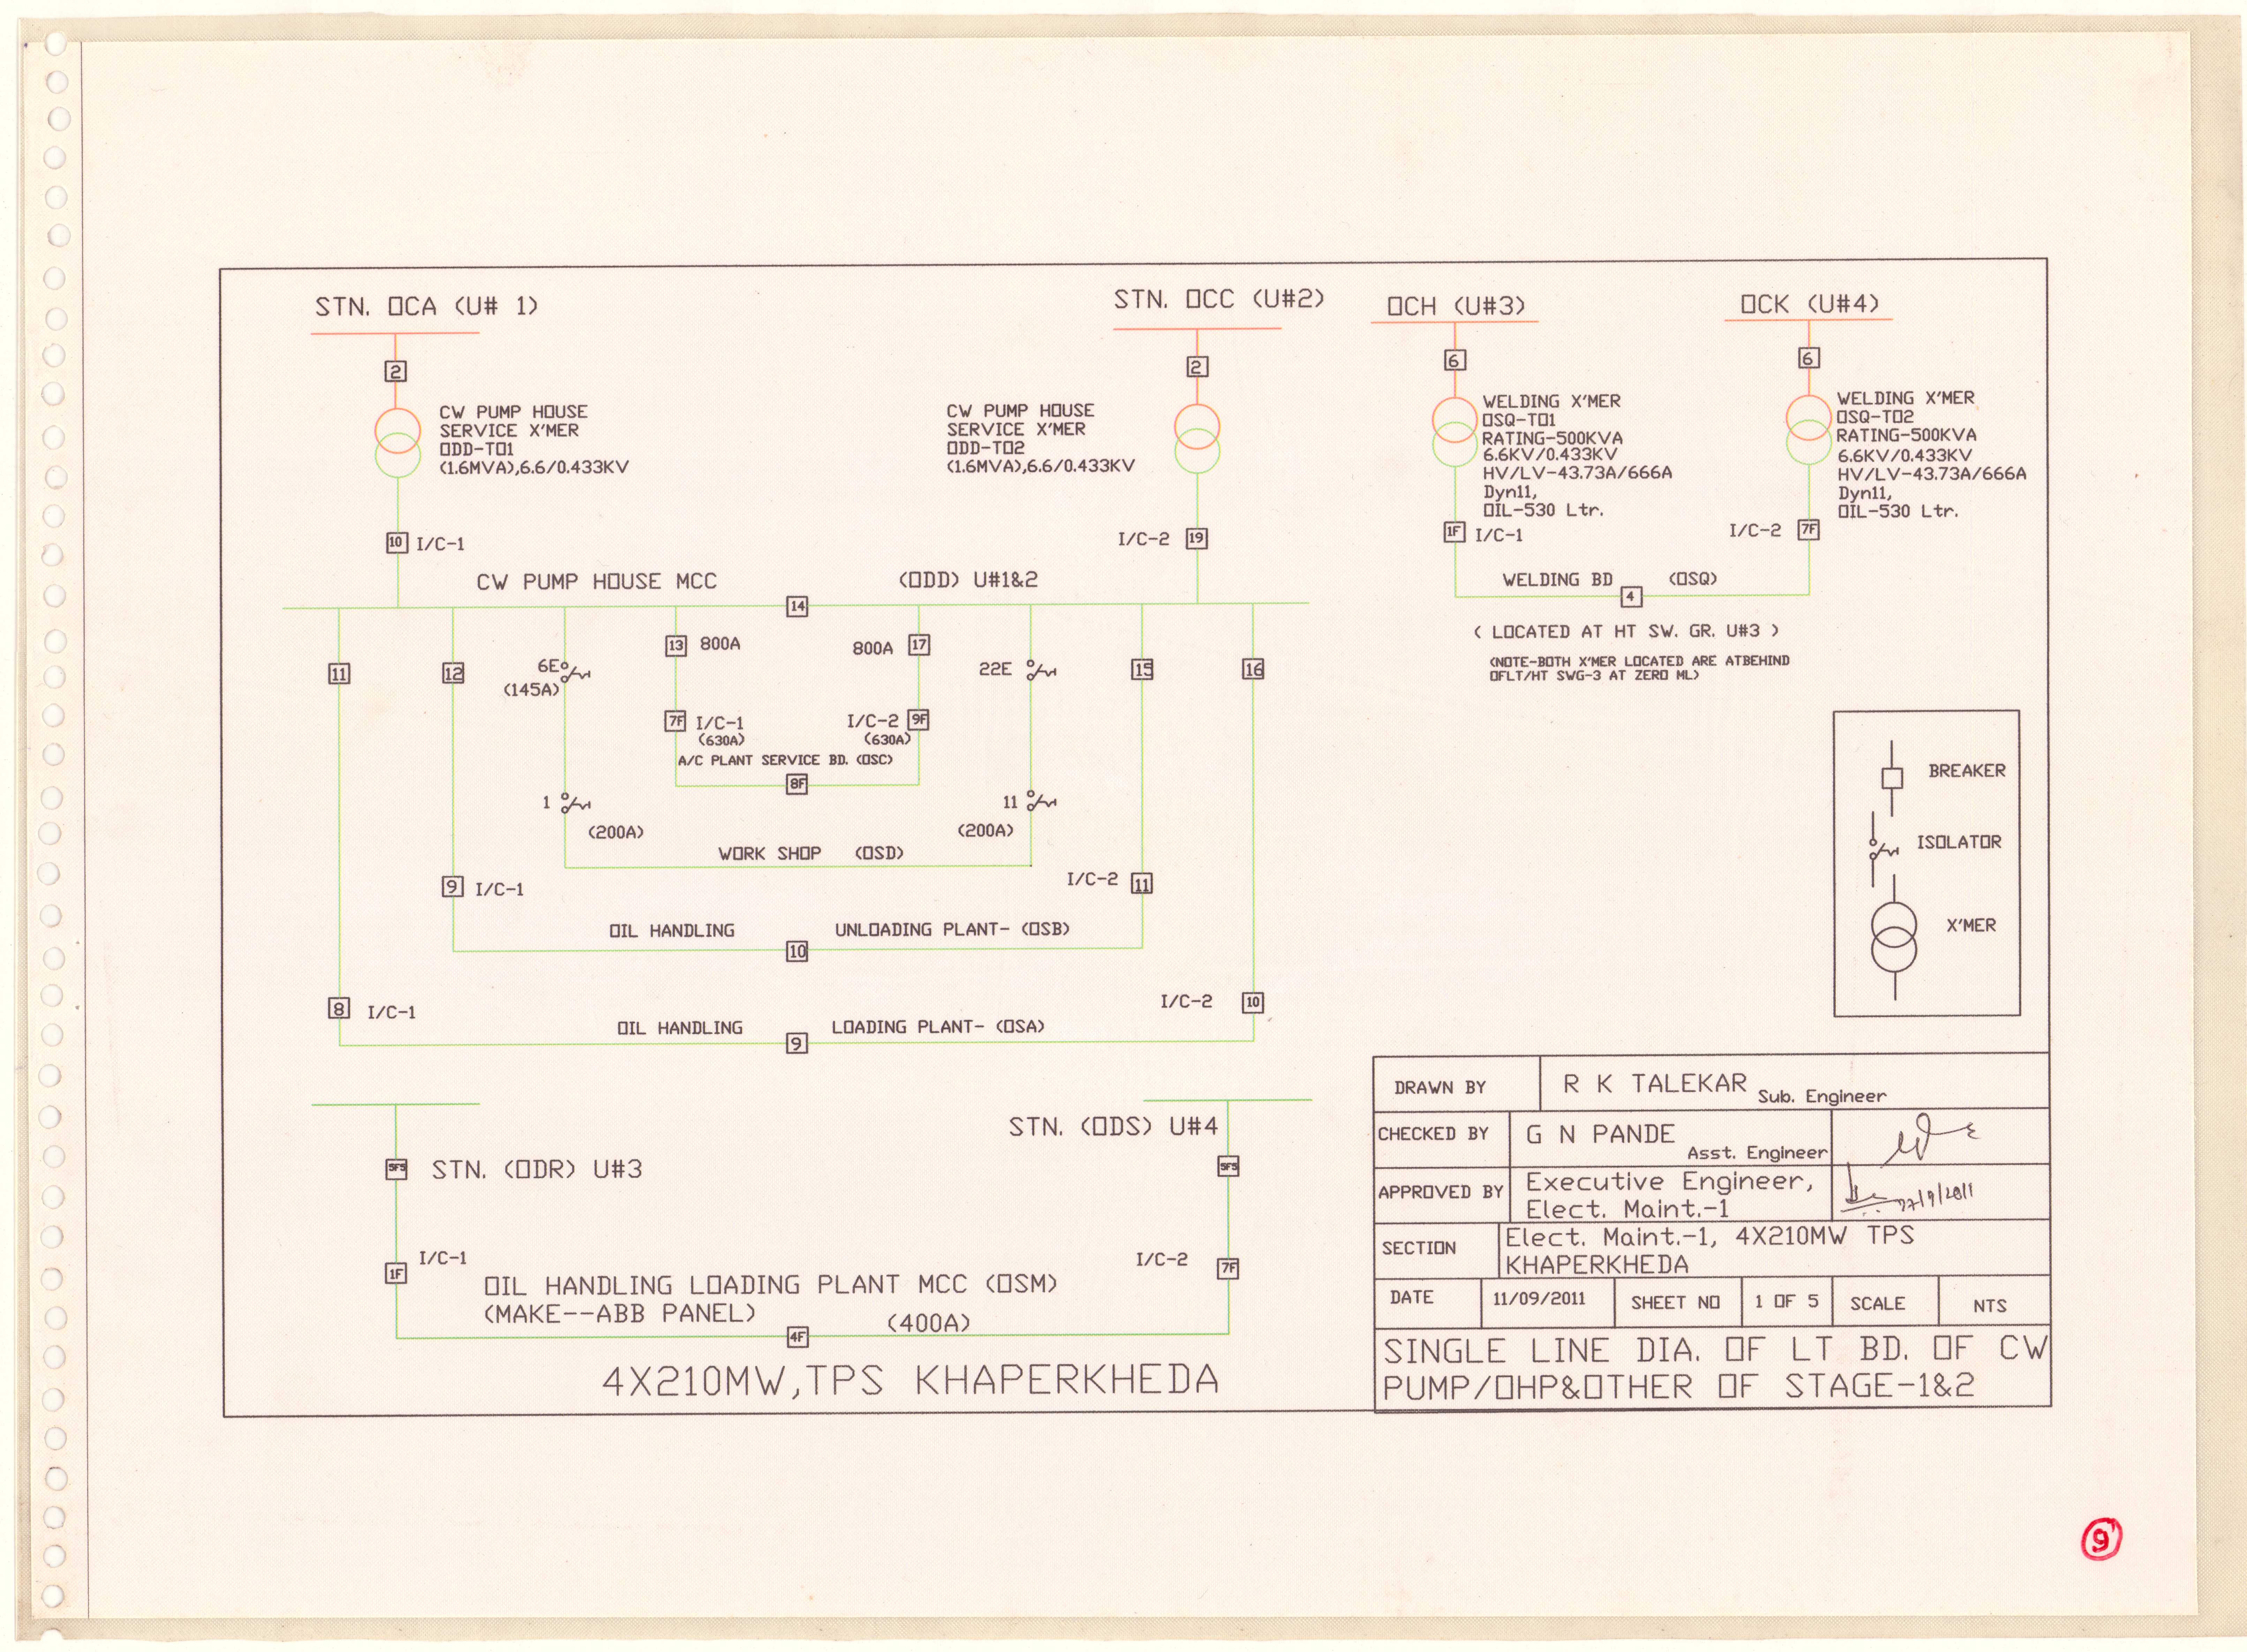 STN. OCA (U# 1)
2
CW PUMP HOUSE
SERVICE X'MER
ODD-TO1
(1.6MVA),6.6/0.433KV
10 I/C-1
STN. OCC (U#2)
2
CW PUMP HOUSE
SERVICE X'MER
ODD-TO2
(1.6MVA),6.6/0.433KV
I/C-2 19
OCH (U#3)
6
WELDING X'MER
OSQ-TO1
RATING-500KVA
6.6KV/0.433KV
HV/LV-43.73A/666A
Dyn11,
OIL-530 Ltr.
1F I/C-1
OCK (U#4)
6
WELDING X'MER
OSQ-TO2
RATING-500KVA
6.6KV/0.433KV
HV/LV-43.73A/666A
Dyn11,
OIL-530 Ltr.
I/C-2 7F
WELDING BD (OSQ)
4
( LOCATED AT HT SW. GR. U#3 )
(NOTE-BOTH X'MER LOCATED ARE ATBEHIND
OFLT/HT SWG-3 AT ZERO ML)
CW PUMP HOUSE MCC (ODD) U#1&2
14
13 800A
800A 17
11
12
6E
(145A)
22E
15
16
7F I/C-1
(630A)
I/C-2 9F
(630A)
A/C PLANT SERVICE BD. (OSC)
8F
1
(200A)
11
(200A)
WORK SHOP (OSD)
9 I/C-1
I/C-2 11
OIL HANDLING UNLOADING PLANT- (OSB)
10
8 I/C-1
I/C-2 10
OIL HANDLING LOADING PLANT- (OSA)
9
BREAKER
ISOLATOR
X'MER
STN. (ODS) U#4
5F5 STN. (ODR) U#3
5F5
I/C-1
1F
I/C-2 7F
OIL HANDLING LOADING PLANT MCC (OSM)
(MAKE--ABB PANEL) (400A)
4F
4X210MW,TPS KHAPERKHEDA
DRAWN BY R K TALEKAR Sub. Engineer
CHECKED BY G N PANDE Asst. Engineer
APPROVED BY Executive Engineer,
Elect. Maint.-1
27/9/2011
SECTION Elect. Maint.-1, 4X210MW TPS
KHAPERKHEDA
DATE 11/09/2011 SHEET NO 1 OF 5 SCALE NTS
SINGLE LINE DIA. OF LT BD. OF CW
PUMP/OHP&OTHER OF STAGE-1&2
9